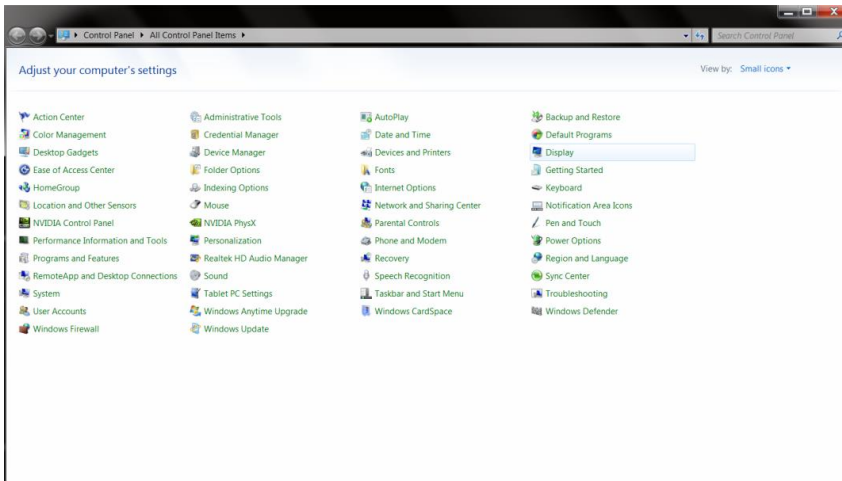 Control Panel ▸ All Control Panel Items ▸ Search Control Panel
Adjust your computer's settings View by: Small icons
Action Center Administrative Tools AutoPlay Backup and Restore
Color Management Credential Manager Date and Time Default Programs
Desktop Gadgets Device Manager Devices and Printers Display
Ease of Access Center Folder Options Fonts Getting Started
HomeGroup Indexing Options Internet Options Keyboard
Location and Other Sensors Mouse Network and Sharing Center Notification Area Icons
NVIDIA Control Panel NVIDIA PhysX Parental Controls Pen and Touch
Performance Information and Tools Personalization Phone and Modem Power Options
Programs and Features Realtek HD Audio Manager Recovery Region and Language
RemoteApp and Desktop Connections Sound Speech Recognition Sync Center
System Tablet PC Settings Taskbar and Start Menu Troubleshooting
User Accounts Windows Anytime Upgrade Windows CardSpace Windows Defender
Windows Firewall Windows Update